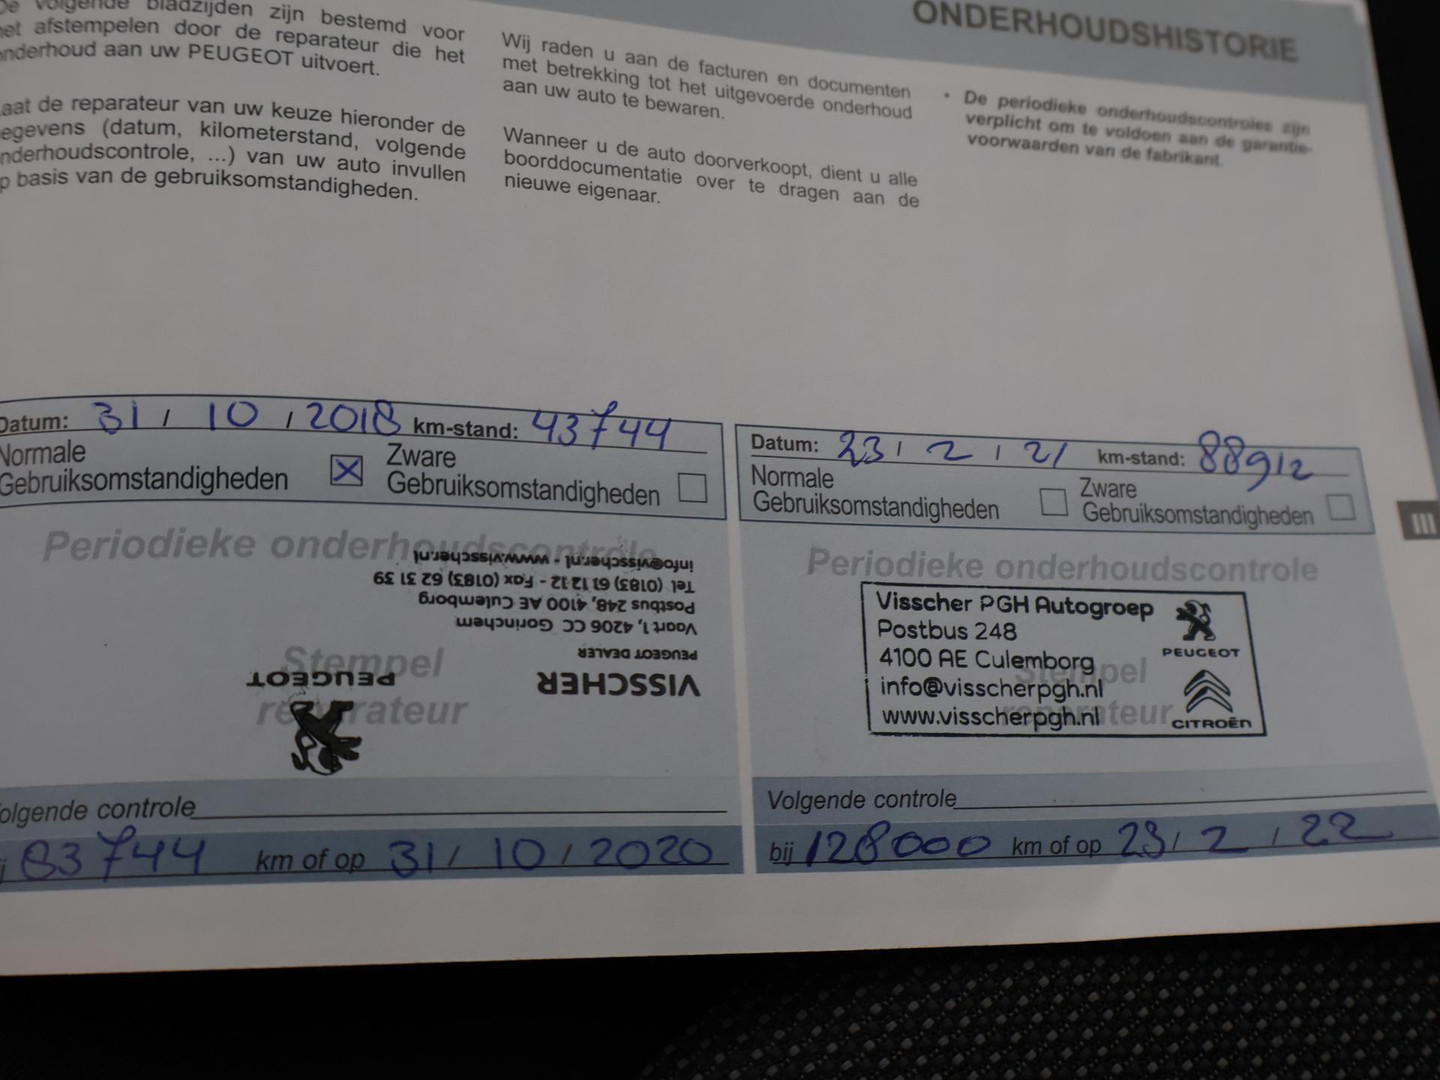 ONDERHOUDSHISTORIE
volgende bladzijden zijn bestemd voor
afstempelen door de reparateur die het
onderhoud aan uw PEUGEOT uitvoert.
aat de reparateur van uw keuze hieronder de
egevens (datum, kilometerstand, volgende
nderhoudscontrole, ...) van uw auto invullen
p basis van de gebruiksomstandigheden.
Wij raden u aan de facturen en documenten
met betrekking tot het uitgevoerde onderhoud
aan uw auto te bewaren.
Wanneer u de auto doorverkoopt, dient u alle
boorddocumentatie over te dragen aan de
nieuwe eigenaar.
• De periodieke onderhoudscontroles zijn
verplicht om te voldoen aan de garantie-
voorwaarden van de fabrikant.
Datum: 31 / 10 / 2018 km-stand: 43744
Normale
Gebruiksomstandigheden
Zware
Gebruiksomstandigheden
Periodieke onderhoudscontrole
Stempel
reparateur
VISSCHER
PEUGEOT DEALER
Vaart 1, 4206 CC Gorinchem
Postbus 248, 4100 AE Culemborg
Tel. (0183) 61 12 12 - Fax (0183) 62 31 39
info@visscher.nl - www.visscher.nl
PEUGEOT
olgende controle
83744 km of op 31 / 10 / 2020
Datum: 23 / 2 / 21 km-stand: 88912
Normale
Gebruiksomstandigheden
Zware
Gebruiksomstandigheden
Periodieke onderhoudscontrole
Stempel
reparateur
Visscher PGH Autogroep
Postbus 248
4100 AE Culemborg
info@visscherpgh.nl
www.visscherpgh.nl
PEUGEOT
CITROËN
Volgende controle
bij 128000 km of op 23 / 2 / 22
III